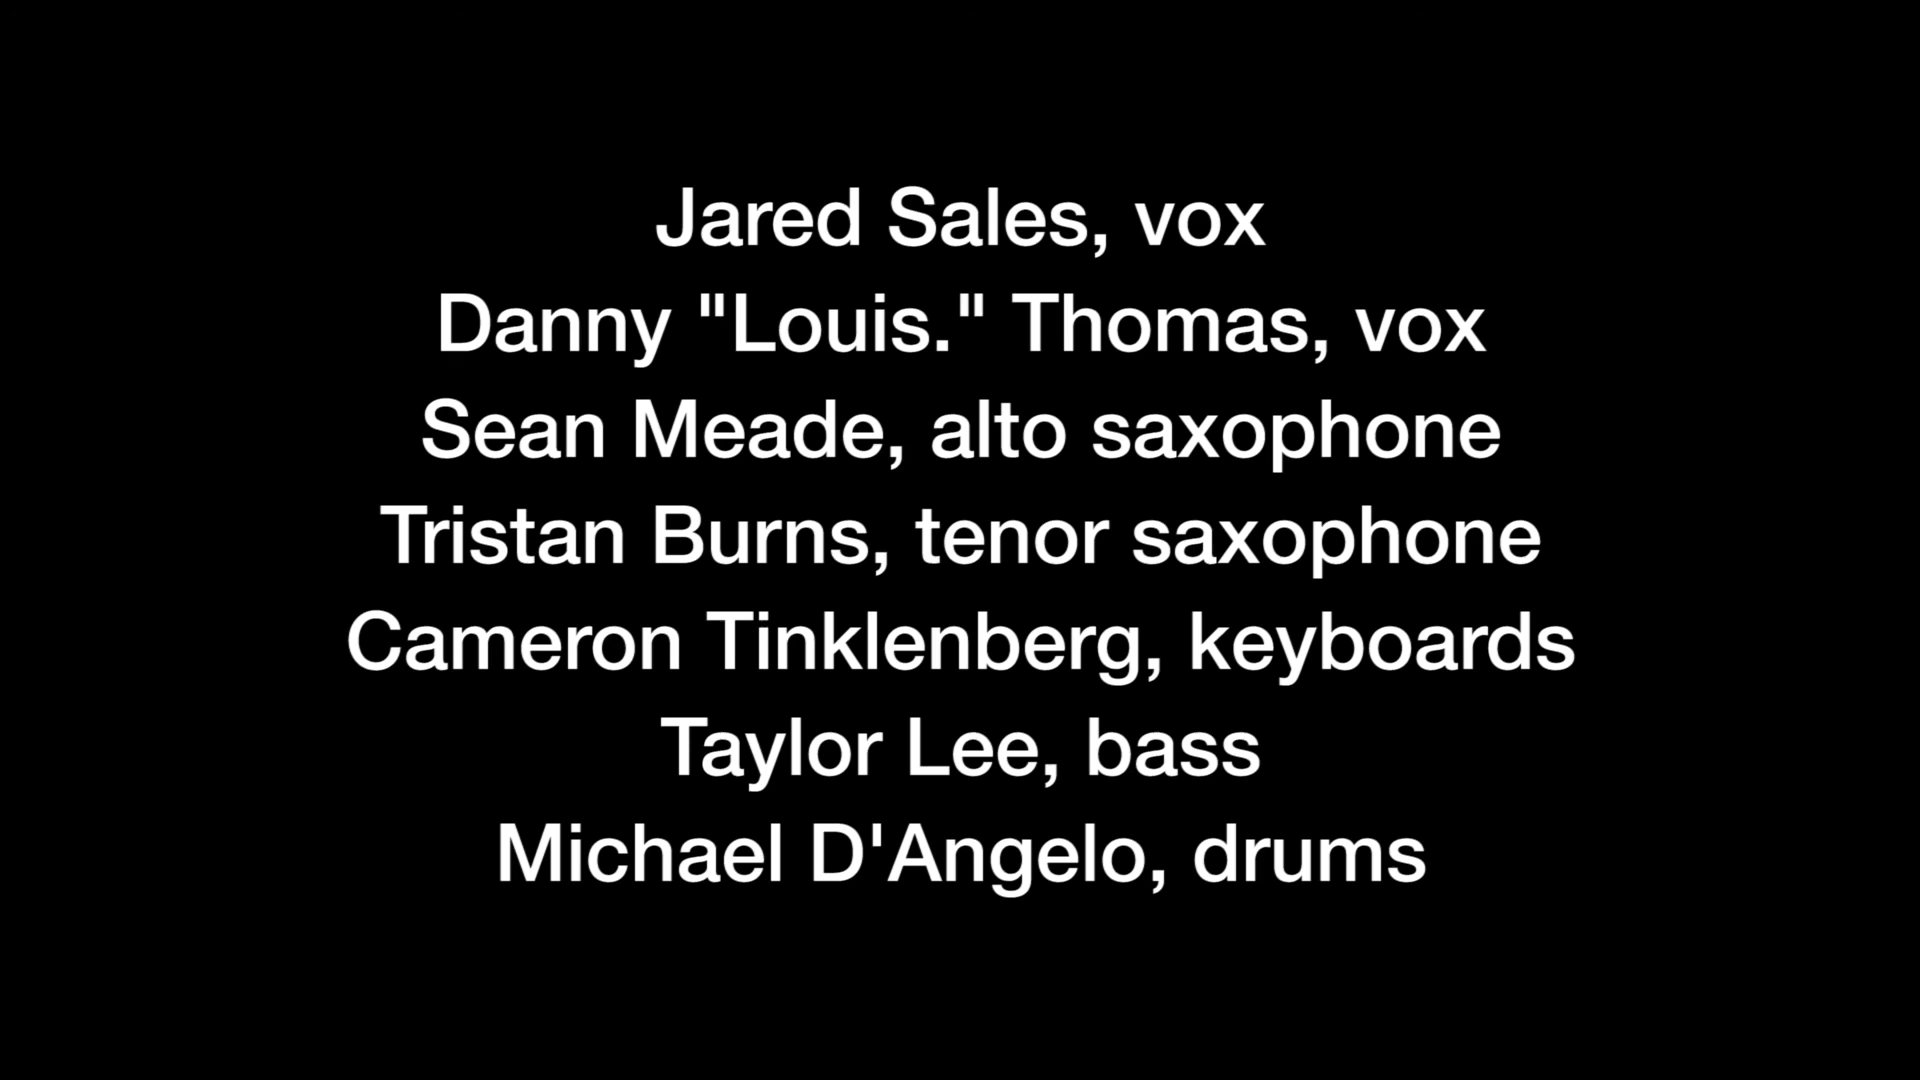 Jared Sales, vox
Danny "Louis." Thomas, vox
Sean Meade, alto saxophone
Tristan Burns, tenor saxophone
Cameron Tinklenberg, keyboards
Taylor Lee, bass
Michael D'Angelo, drums